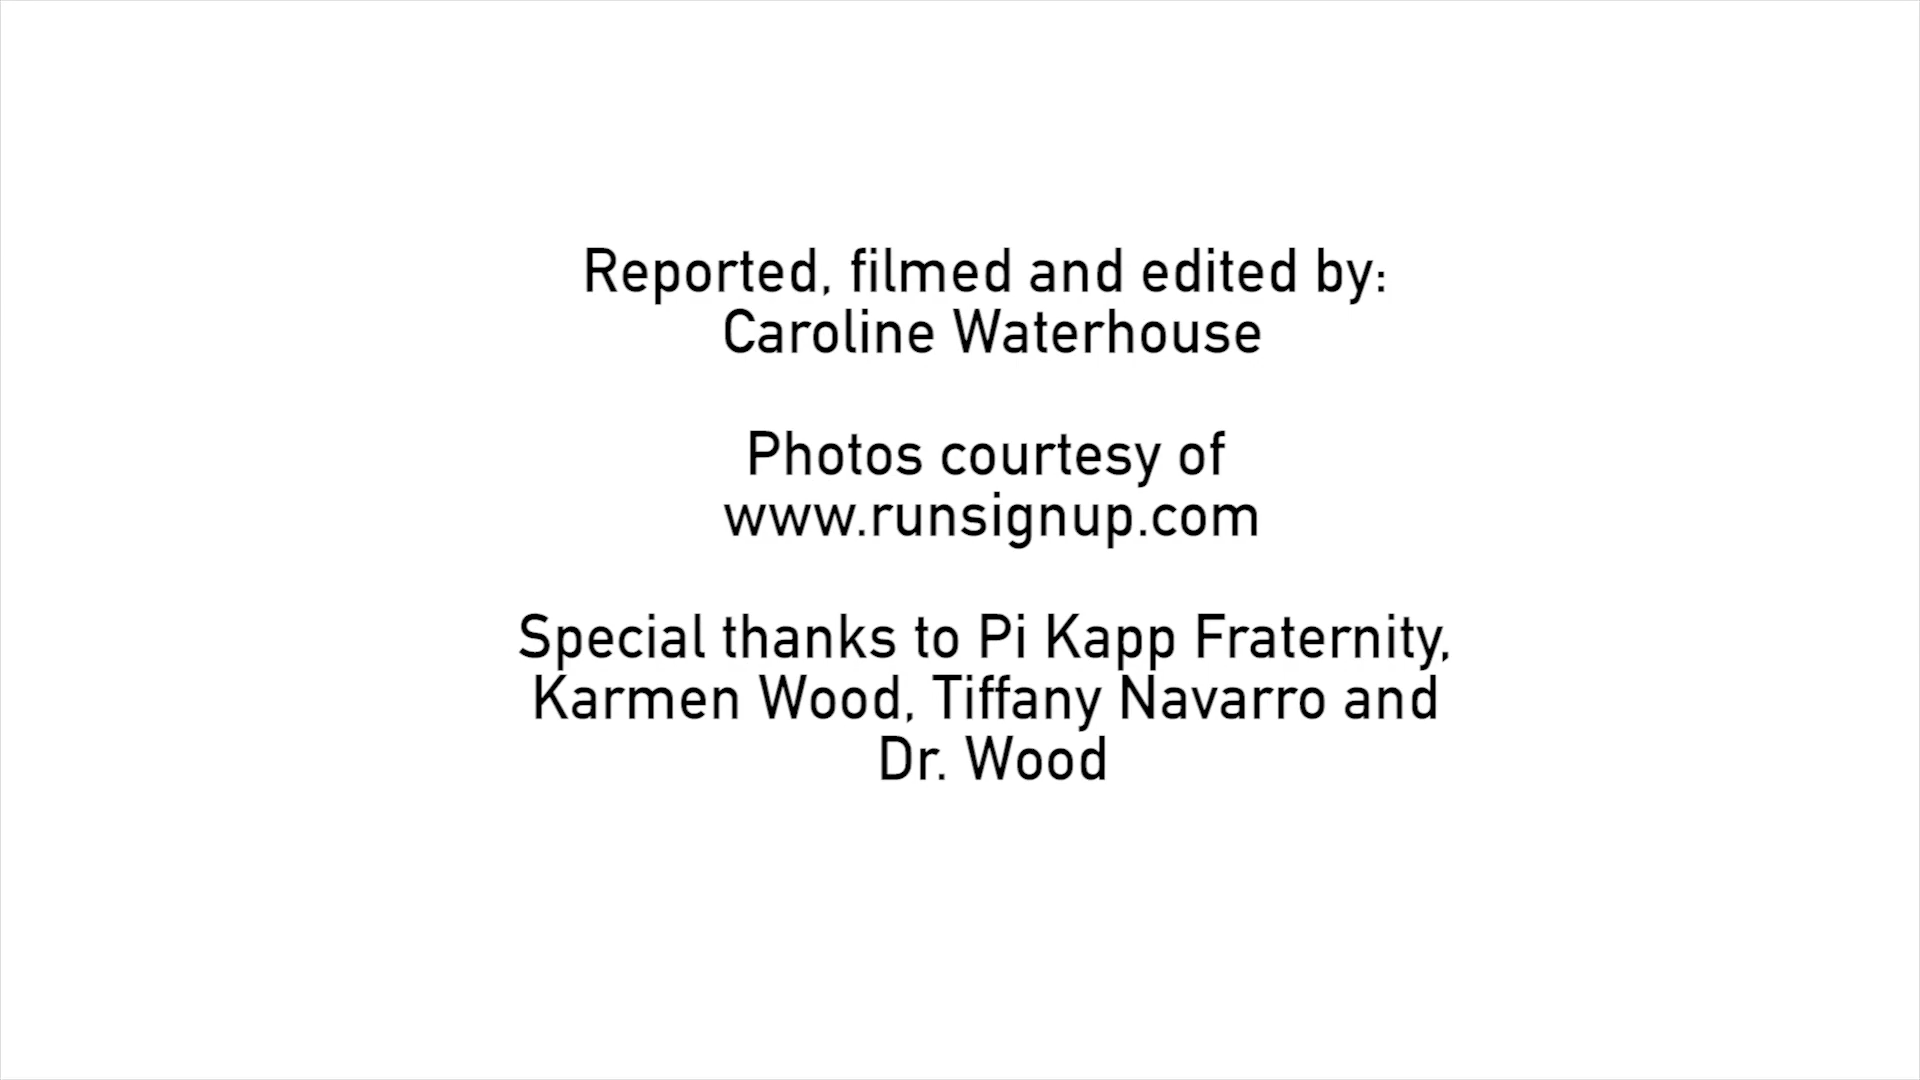 Reported, filmed and edited by:
Caroline Waterhouse
Photos courtesy of
www.runsignup.com
Special thanks to Pi Kapp Fraternity,
Karmen Wood, Tiffany Navarro and
Dr. Wood